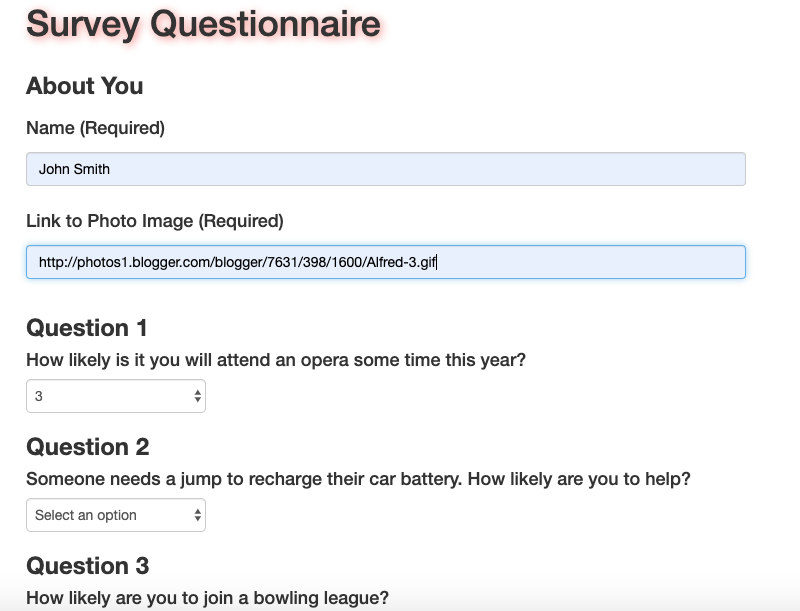 Survey Questionnaire
About You
Name (Required)
John Smith
Link to Photo Image (Required)
http://photos1.blogger.com/blogger/7631/398/1600/Alfred-3.gif
Question 1
How likely is it you will attend an opera some time this year?
3
Question 2
Someone needs a jump to recharge their car battery. How likely are you to help?
Select an option
Question 3
How likely are you to join a bowling league?